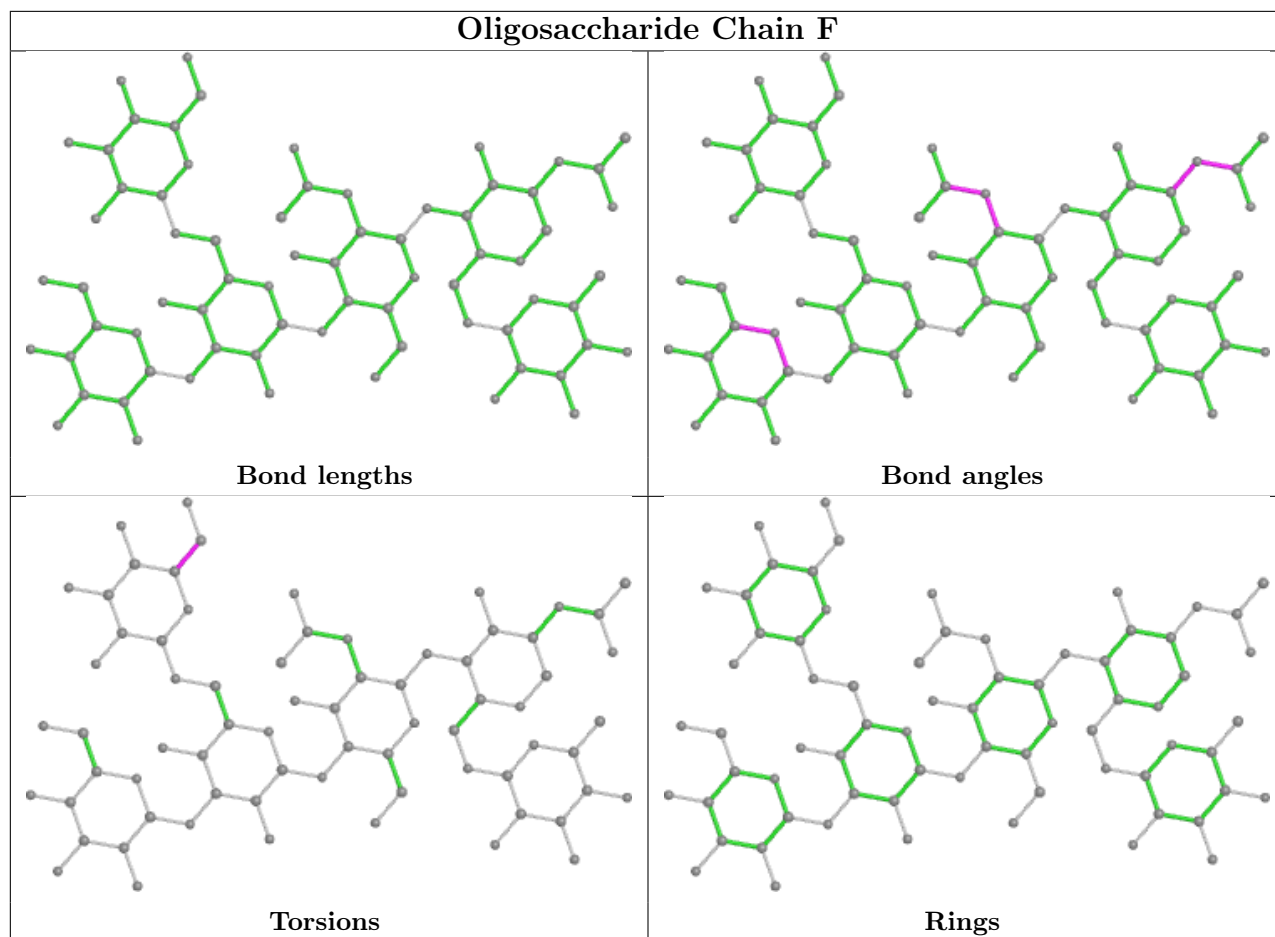 Oligosaccharide Chain F
Bond lengths
Bond angles
Torsions
Rings